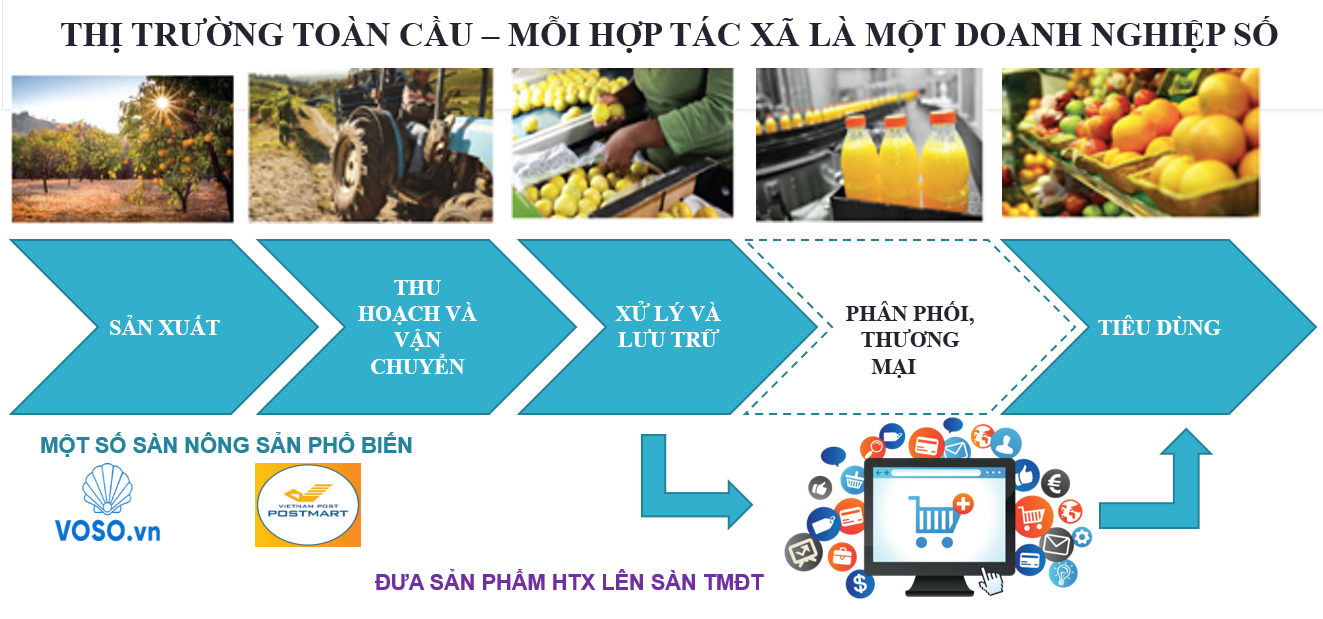 THỊ TRƯỜNG TOÀN CẦU – MỖI HỢP TÁC XÃ LÀ MỘT DOANH NGHIỆP SỐ
SẢN XUẤT
THU
HOẠCH VÀ
VẬN
CHUYỂN
XỬ LÝ VÀ
LƯU TRỮ
PHÂN PHỐI,
THƯƠNG
MẠI
TIÊU DÙNG
MỘT SỐ SÀN NÔNG SẢN PHỔ BIẾN
VOSO.vn
VIETNAM POST
POSTMART
ĐƯA SẢN PHẨM HTX LÊN SÀN TMĐT